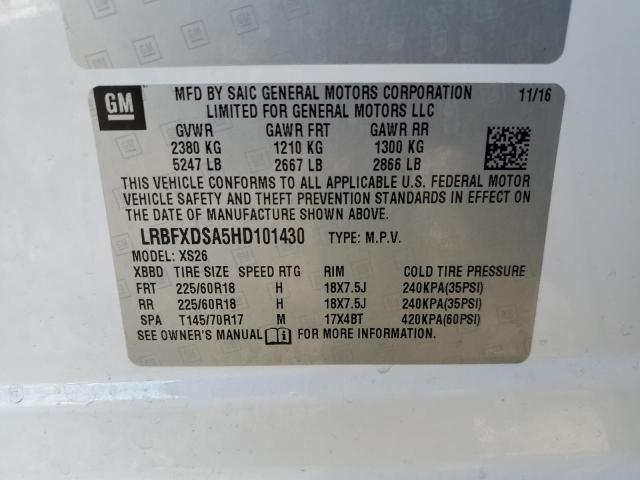 GM
MFD BY SAIC GENERAL MOTORS CORPORATION 11/16
LIMITED FOR GENERAL MOTORS LLC
GVWR GAWR FRT GAWR RR
2380 KG 1210 KG 1300 KG
5247 LB 2667 LB 2866 LB
THIS VEHICLE CONFORMS TO ALL APPLICABLE U.S. FEDERAL MOTOR
VEHICLE SAFETY AND THEFT PREVENTION STANDARDS IN EFFECT ON
THE DATE OF MANUFACTURE SHOWN ABOVE.
LRBFXDSA5HD101430 TYPE: M.P.V.
MODEL: XS26
XBBD TIRE SIZE SPEED RTG RIM COLD TIRE PRESSURE
FRT 225/60R18 H 18X7.5J 240KPA(35PSI)
RR 225/60R18 H 18X7.5J 240KPA(35PSI)
SPA T145/70R17 M 17X4BT 420KPA(60PSI)
SEE OWNER'S MANUAL i FOR MORE INFORMATION